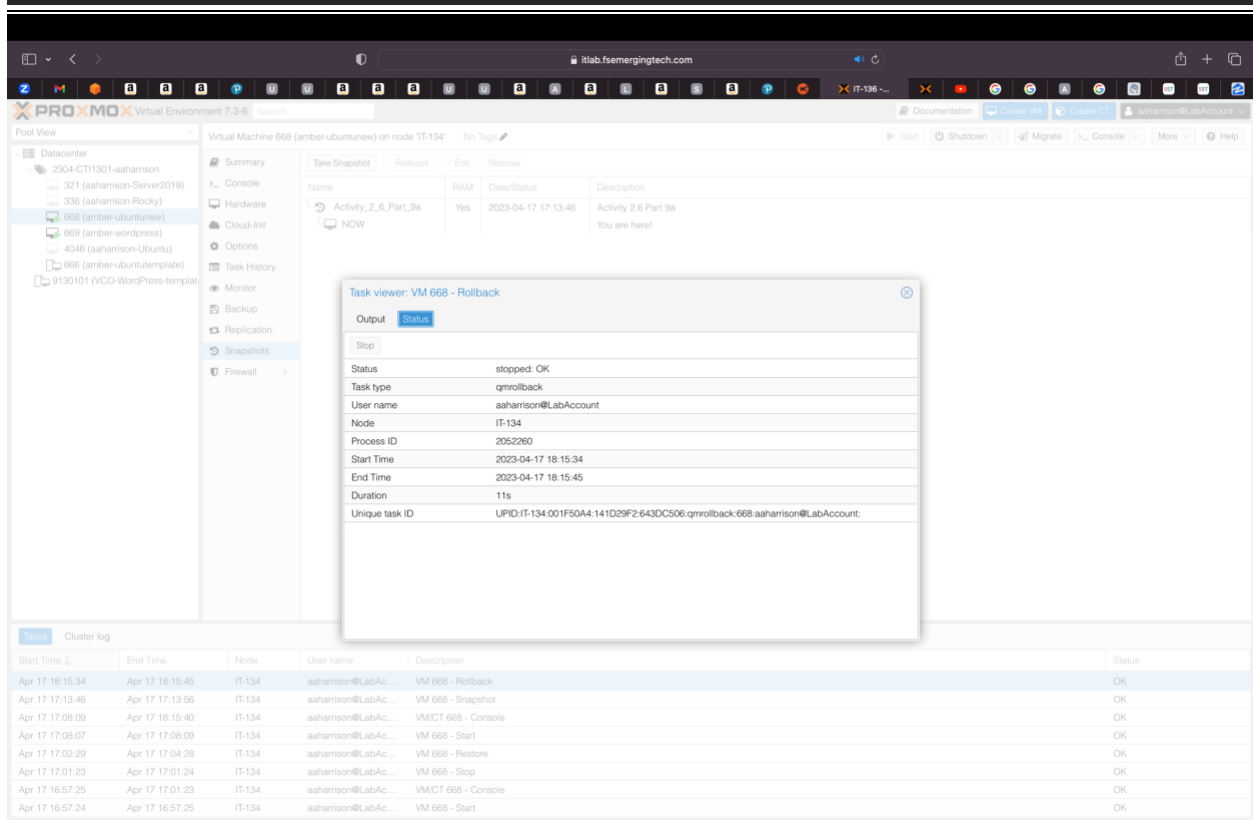 itlab.fsemergingtech.com
IT-136 -...
PROXMOX Virtual Environment 7.3-6 Search
Documentation Create VM Create CT aaharrison@LabAccount
Pool View
Virtual Machine 668 (amber-ubuntunew) on node 'IT-134' No Tags
Start Shutdown Migrate Console More Help
Datacenter
2304-CTI1301-aaharrison
321 (aaharrison-Server2019)
336 (aaharrison-Rocky)
668 (amber-ubuntunew)
669 (amber-wordpress)
4046 (aaharrison-Ubuntu)
666 (amber-ubuntutemplate)
9130101 (VCO-WordPress-templat
Summary
Console
Hardware
Cloud-Init
Options
Task History
Monitor
Backup
Replication
Snapshots
Firewall
Take Snapshot Rollback Edit Remove
Name RAM Date/Status Description
Activity_2_6_Part_9a Yes 2023-04-17 17:13:46 Activity 2.6 Part 9a
NOW You are here!
Task viewer: VM 668 - Rollback
Output Status
Stop
Status stopped: OK
Task type qmrollback
User name aaharrison@LabAccount
Node IT-134
Process ID 2052260
Start Time 2023-04-17 18:15:34
End Time 2023-04-17 18:15:45
Duration 11s
Unique task ID UPID:IT-134:001F50A4:141D29F2:643DC506:qmrollback:668:aaharrison@LabAccount:
Tasks Cluster log
Start Time End Time Node User name Description Status
Apr 17 18:15:34 Apr 17 18:15:45 IT-134 aaharrison@LabAc... VM 668 - Rollback OK
Apr 17 17:13:46 Apr 17 17:13:56 IT-134 aaharrison@LabAc... VM 668 - Snapshot OK
Apr 17 17:08:09 Apr 17 18:15:40 IT-134 aaharrison@LabAc... VM/CT 668 - Console OK
Apr 17 17:08:07 Apr 17 17:08:09 IT-134 aaharrison@LabAc... VM 668 - Start OK
Apr 17 17:02:29 Apr 17 17:04:28 IT-134 aaharrison@LabAc... VM 668 - Restore OK
Apr 17 17:01:23 Apr 17 17:01:24 IT-134 aaharrison@LabAc... VM 668 - Stop OK
Apr 17 16:57:25 Apr 17 17:01:23 IT-134 aaharrison@LabAc... VM/CT 668 - Console OK
Apr 17 16:57:24 Apr 17 16:57:25 IT-134 aaharrison@LabAc... VM 668 - Start OK